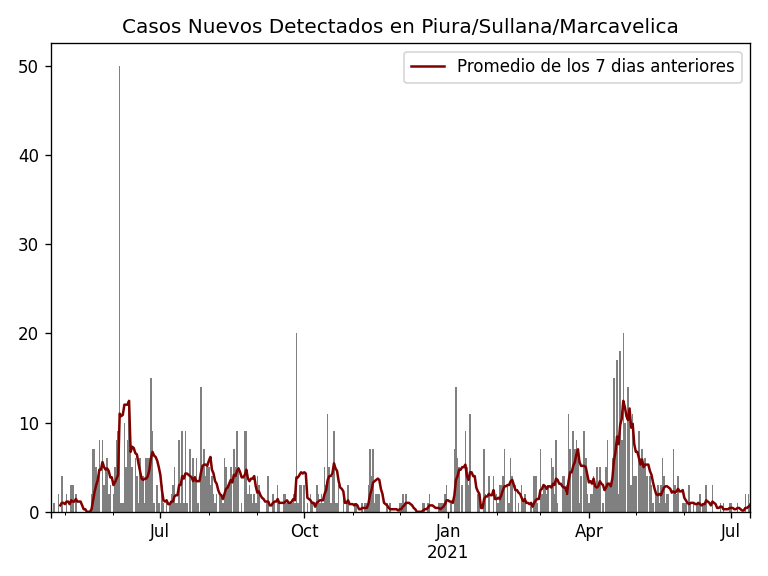 Casos Nuevos Detectados en Piura/Sullana/Marcavelica
Promedio de los 7 dias anteriores
50
40
30
20
10
0
Jul
Oct
Jan
2021
Apr
Jul